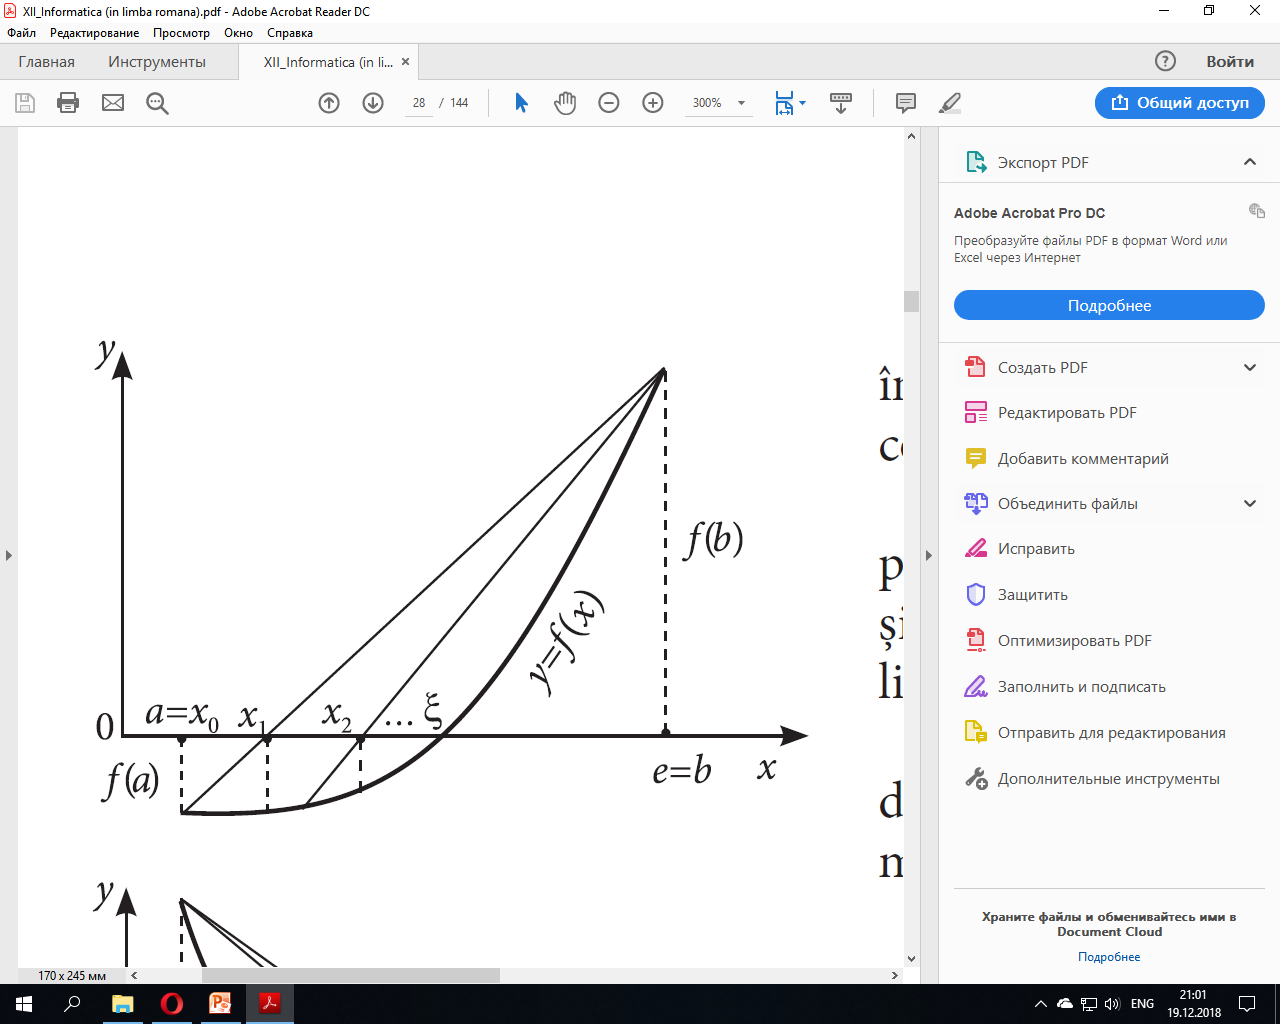 XII_Informatica (in limba romana).pdf - Adobe Acrobat Reader DC
Файл Редактирование Просмотр Окно Справка
Главная Инструменты XII_Informatica (in li... ×
? Войти
28 / 144 300% Общий доступ
y
0
a=x0 x1 x2 ... ξ
f(a)
y=f(x)
f(b)
e=b x
y
în
p
și
li
d
m
Экспорт PDF
Adobe Acrobat Pro DC
Преобразуйте файлы PDF в формат Word или
Excel через Интернет
Подробнее
Создать PDF
Редактировать PDF
Добавить комментарий
Объединить файлы
Исправить
Защитить
Оптимизировать PDF
Заполнить и подписать
Отправить для редактирования
Дополнительные инструменты
Храните файлы и обменивайтесь ими в
Document Cloud
Подробнее
170 x 245 мм
ENG 21:01
19.12.2018